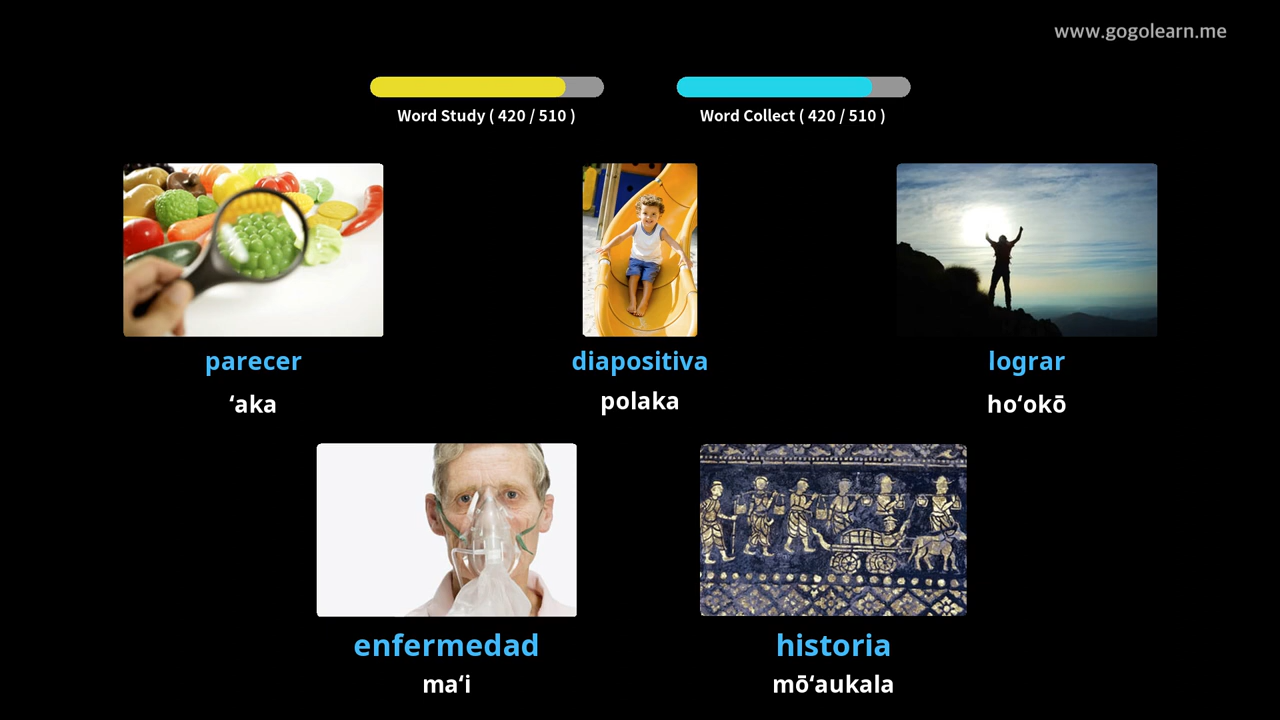 www.gogolearn.me
Word Study ( 420 / 510 )
Word Collect ( 420 / 510 )
parecer
diapositiva
lograr
ʻaka
polaka
hoʻokō
enfermedad
historia
maʻi
mōʻaukala